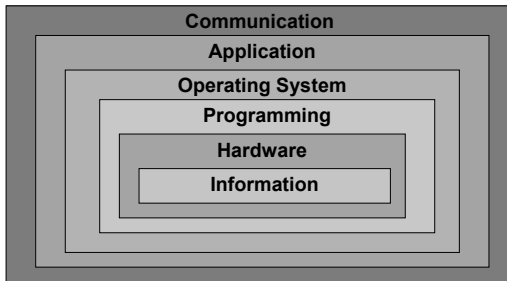 Communication
Application
Operating System
Programming
Hardware
Information